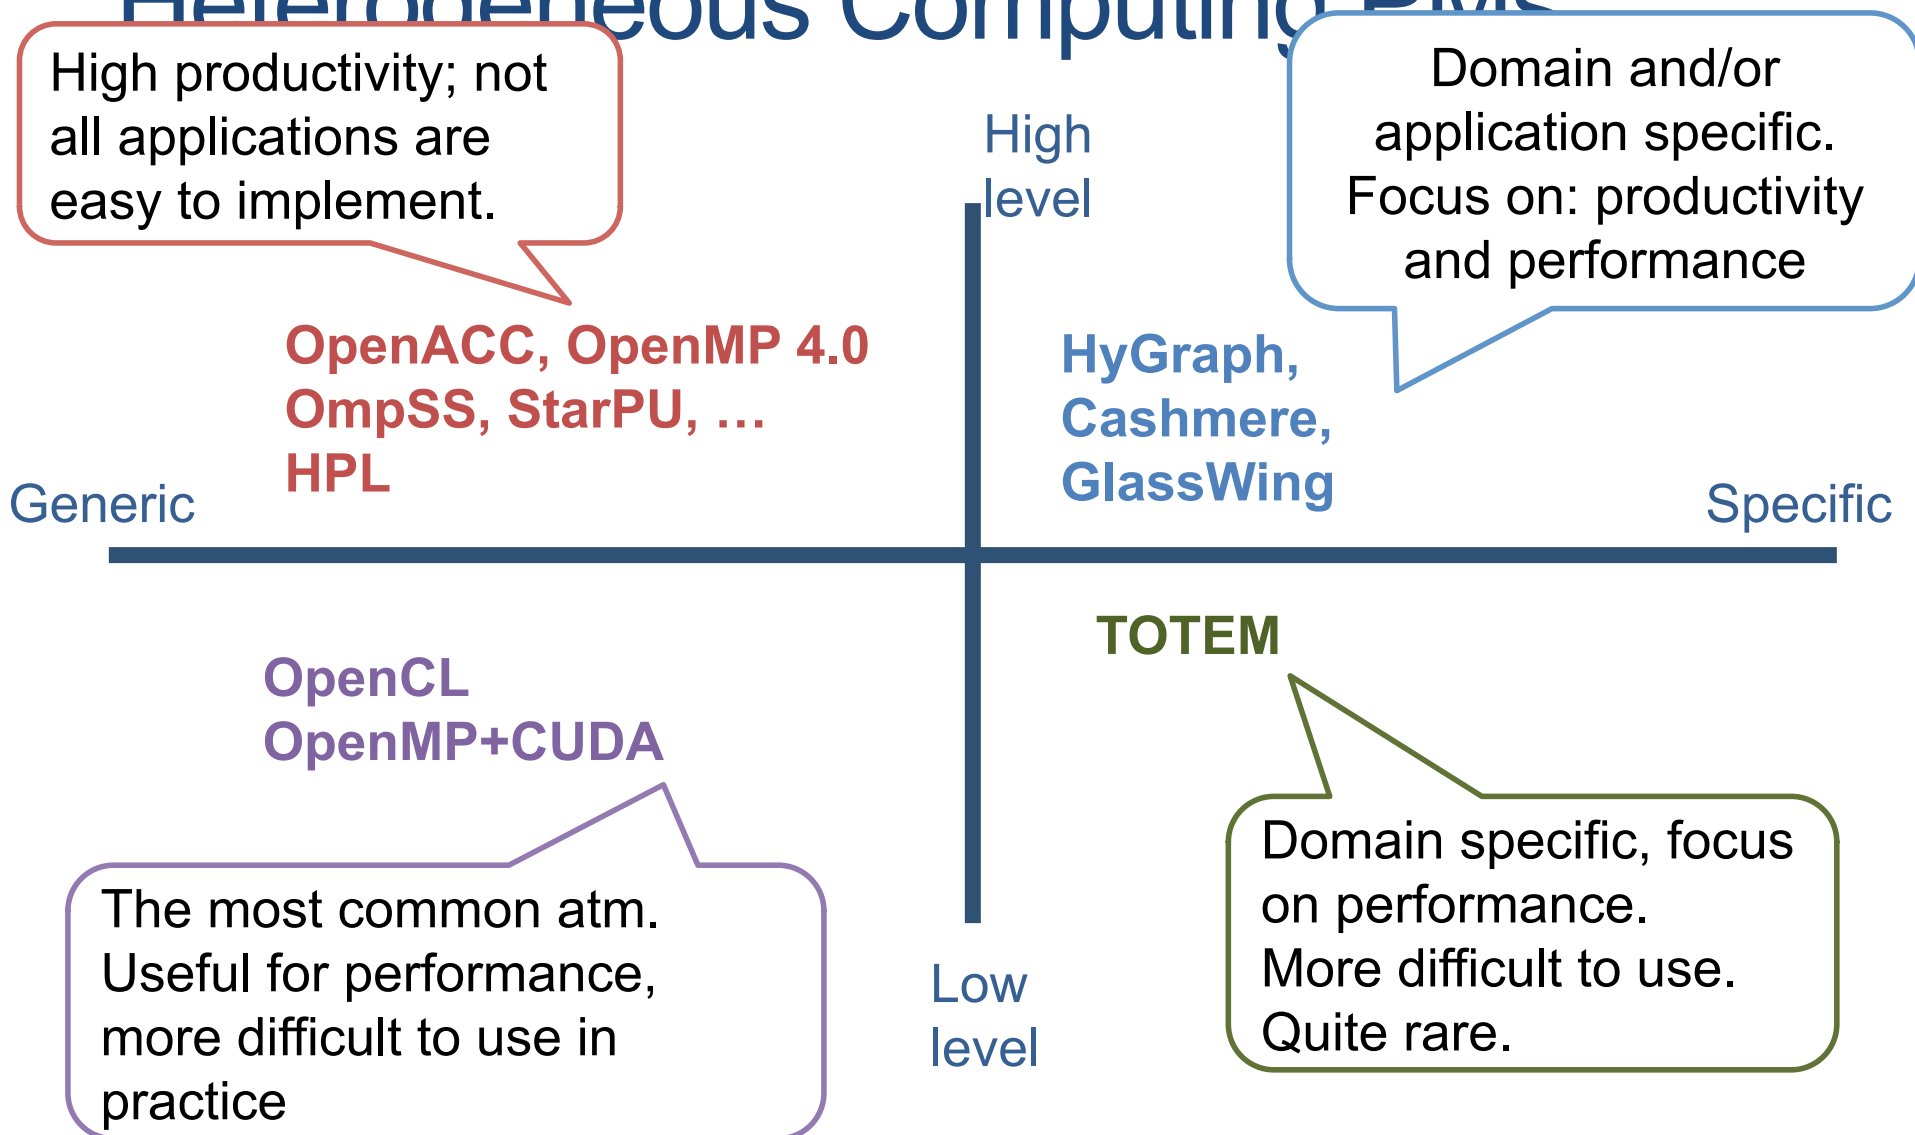 Heterogeneous Computing PMs
High productivity; not
all applications are
easy to implement.
Domain and/or
application specific.
Focus on: productivity
and performance
High
level
OpenACC, OpenMP 4.0
OmpSS, StarPU, …
HPL
HyGraph,
Cashmere,
GlassWing
Generic
Specific
OpenCL
OpenMP+CUDA
TOTEM
The most common atm.
Useful for performance,
more difficult to use in
practice
Low
level
Domain specific, focus
on performance.
More difficult to use.
Quite rare.